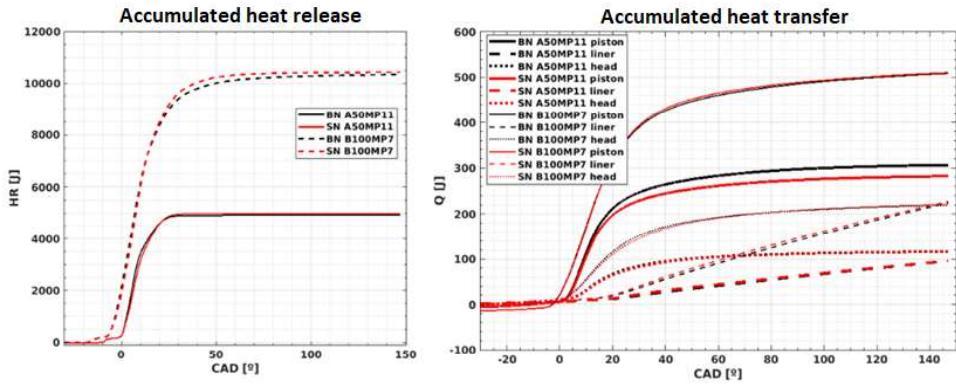 Accumulated heat release
12000
10000
8000
6000
4000
2000
0
HR [J]
BN A50MP11
SN A50MP11
BN B100MP7
SN B100MP7
0
50
100
150
CAD [º]
Accumulated heat transfer
600
500
400
300
200
100
0
-100
Q [J]
BN A50MP11 piston
BN A50MP11 liner
BN A50MP11 head
SN A50MP11 piston
SN A50MP11 liner
SN A50MP11 head
BN B100MP7 piston
BN B100MP7 liner
BN B100MP7 head
SN B100MP7 piston
SN B100MP7 liner
SN B100MP7 head
-20
0
20
40
60
80
100
120
140
CAD [º]